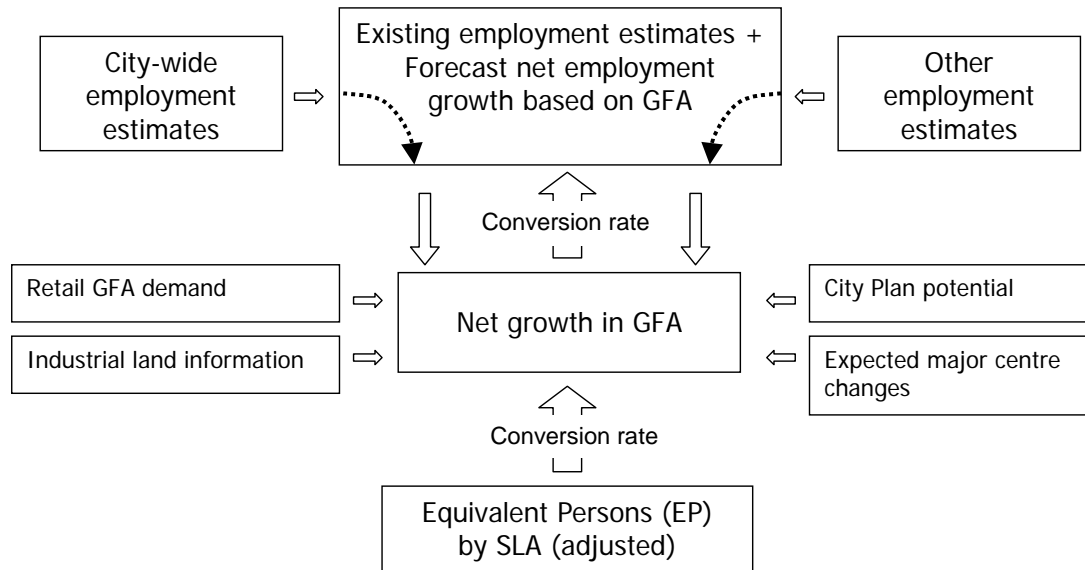 City-wide
employment
estimates
Existing employment estimates +
Forecast net employment
growth based on GFA
Other
employment
estimates
Conversion rate
Retail GFA demand
Industrial land information
Net growth in GFA
City Plan potential
Expected major centre
changes
Conversion rate
Equivalent Persons (EP)
by SLA (adjusted)